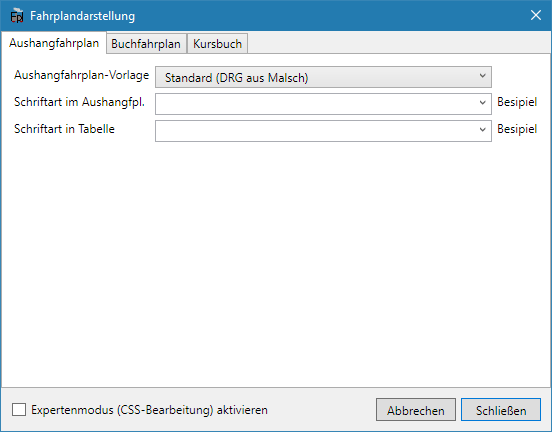 Fpl Fahrplandarstellung
Aushangfahrplan Buchfahrplan Kursbuch
Aushangfahrplan-Vorlage Standard (DRG aus Malsch)
Schriftart im Aushangfpl. Besipiel
Schriftart in Tabelle Besipiel
Expertenmodus (CSS-Bearbeitung) aktivieren Abbrechen Schließen